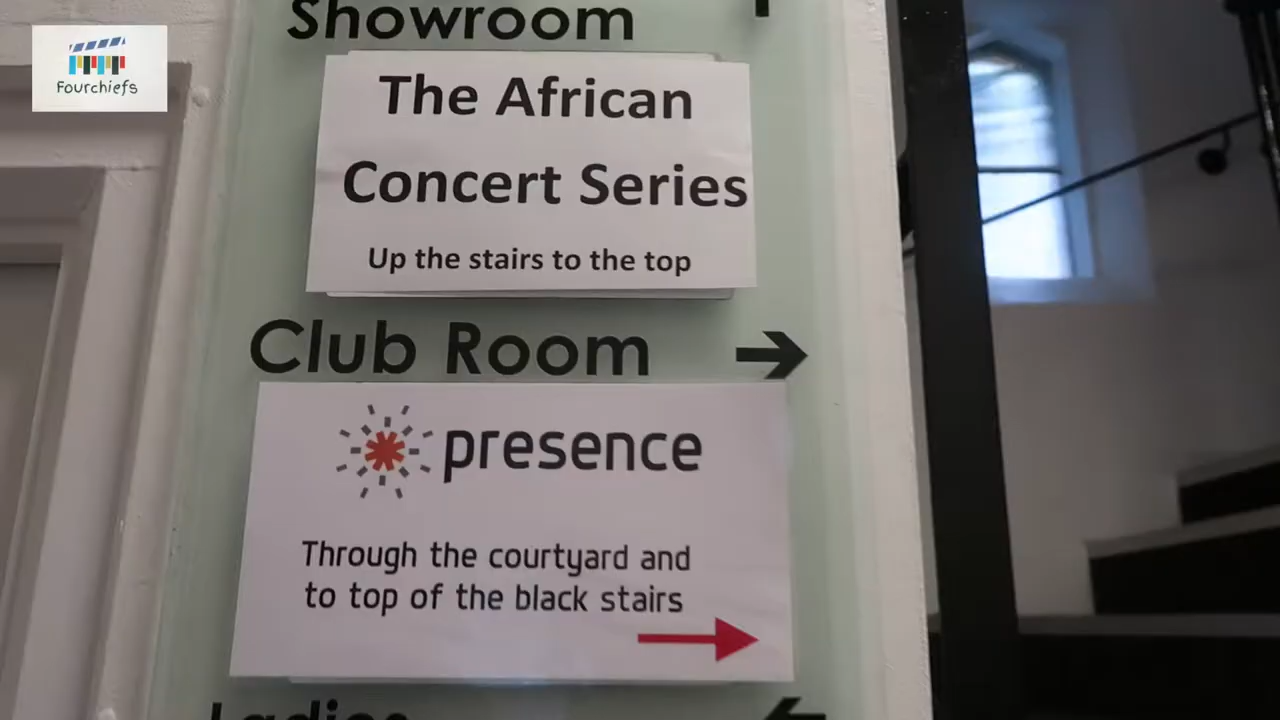 Fourchiefs
Showroom
The African
Concert Series
Up the stairs to the top
Club Room
presence
Through the courtyard and
to top of the black stairs
Ladies